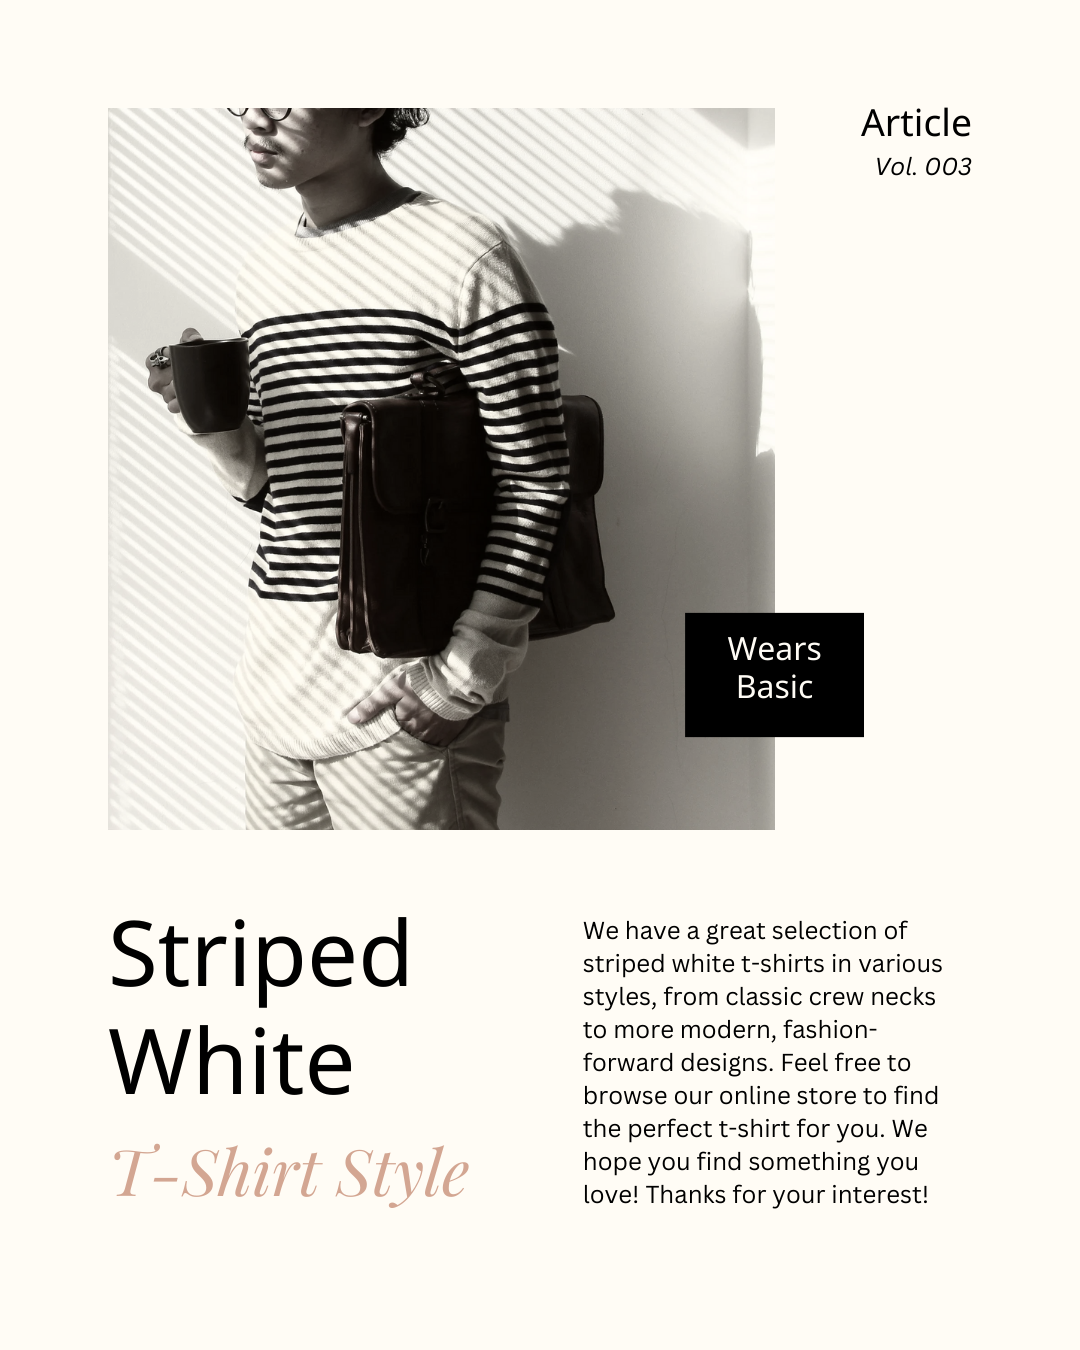 Article
Vol. 003
Wears
Basic
Striped
White
T-Shirt Style
We have a great selection of
striped white t-shirts in various
styles, from classic crew necks
to more modern, fashion-
forward designs. Feel free to
browse our online store to find
the perfect t-shirt for you. We
hope you find something you
love! Thanks for your interest!